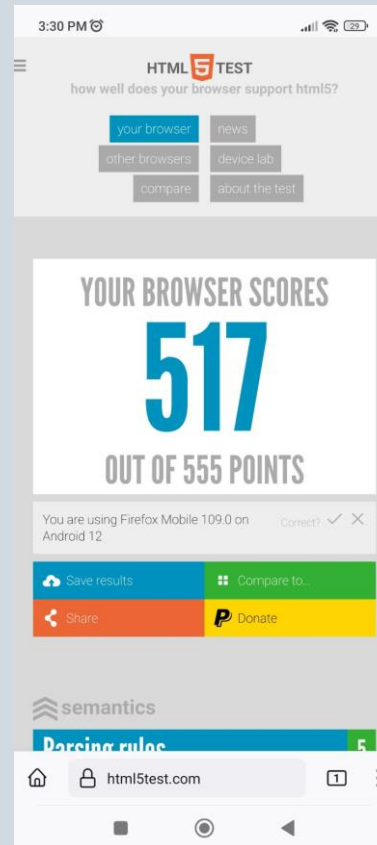 3:30 PM
29
HTML 5 TEST
how well does your browser support html5?
your browser
news
other browsers
device lab
compare
about the test
YOUR BROWSER SCORES
517
OUT OF 555 POINTS
You are using Firefox Mobile 109.0 on
Android 12
Correct?
Save results
Compare to...
Share
Donate
semantics
Parsing rules
5
html5test.com
1